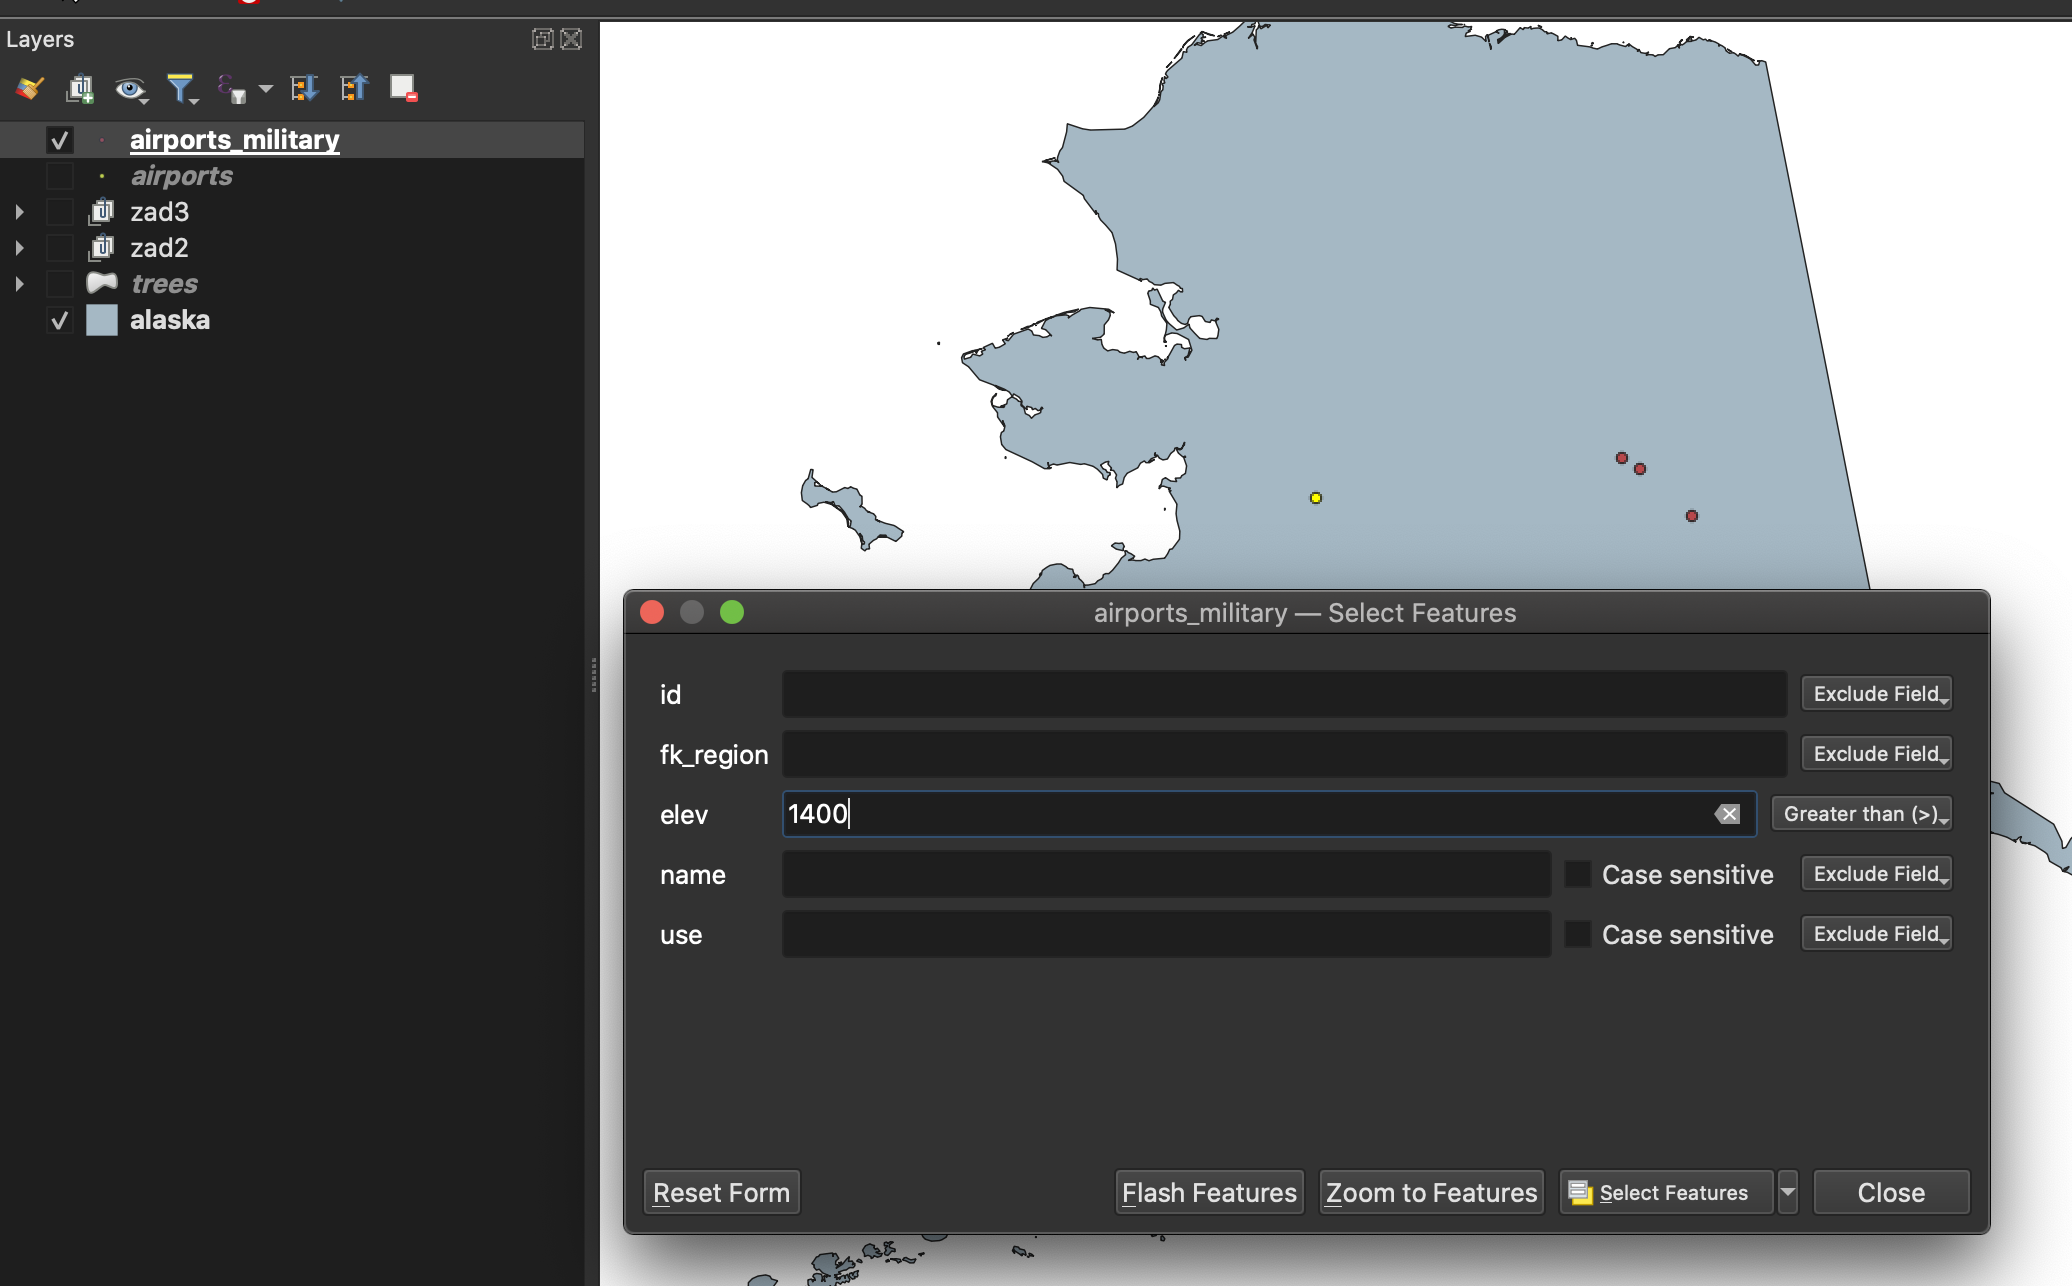 Layers
airports_military
airports
zad3
zad2
trees
alaska
airports_military — Select Features
id Exclude Field
fk_region Exclude Field
elev 1400 Greater than (>)
name Case sensitive Exclude Field
use Case sensitive Exclude Field
Reset Form Flash Features Zoom to Features Select Features Close